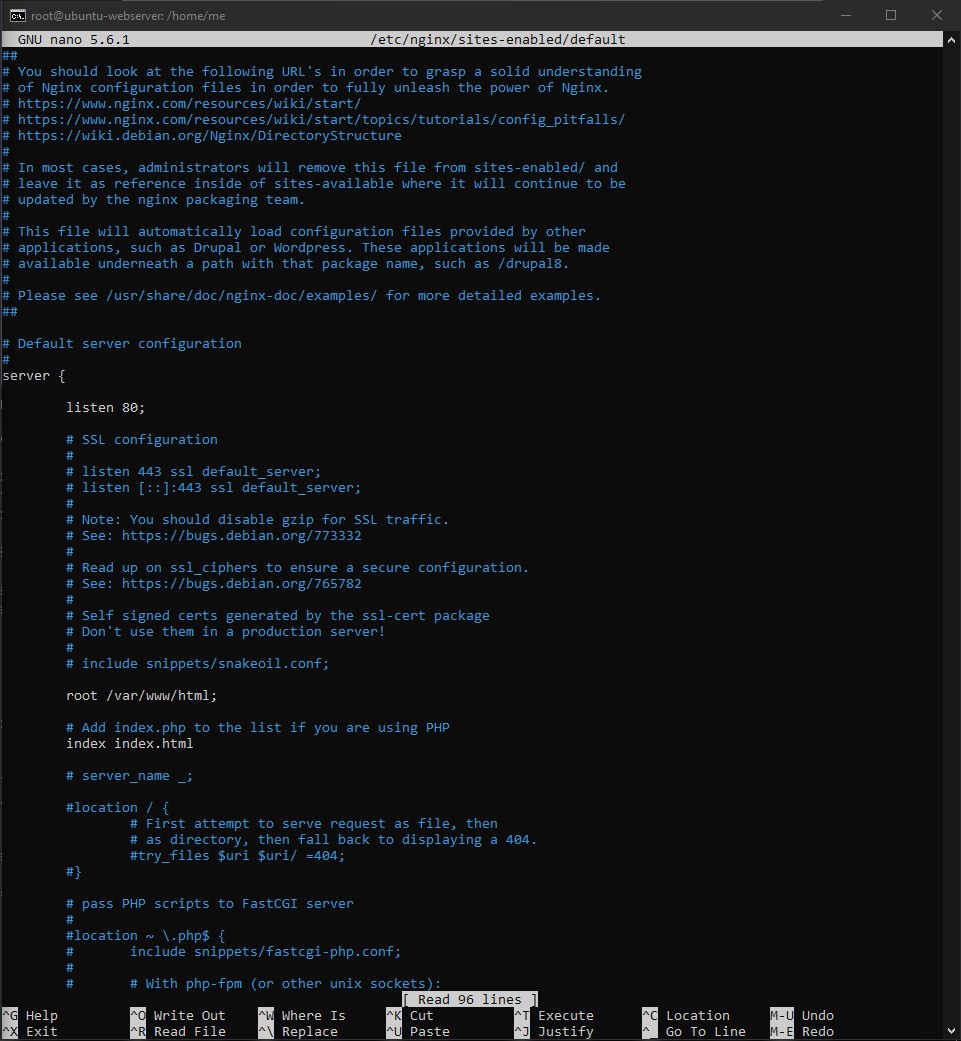 root@ubuntu-webserver: /home/me
GNU nano 5.6.1 /etc/nginx/sites-enabled/default
##
# You should look at the following URL's in order to grasp a solid understanding
# of Nginx configuration files in order to fully unleash the power of Nginx.
# https://www.nginx.com/resources/wiki/start/
# https://www.nginx.com/resources/wiki/start/topics/tutorials/config_pitfalls/
# https://wiki.debian.org/Nginx/DirectoryStructure
#
# In most cases, administrators will remove this file from sites-enabled/ and
# leave it as reference inside of sites-available where it will continue to be
# updated by the nginx packaging team.
#
# This file will automatically load configuration files provided by other
# applications, such as Drupal or Wordpress. These applications will be made
# available underneath a path with that package name, such as /drupal8.
#
# Please see /usr/share/doc/nginx-doc/examples/ for more detailed examples.
##
# Default server configuration
#
server {
listen 80;
# SSL configuration
#
# listen 443 ssl default_server;
# listen [::]:443 ssl default_server;
#
# Note: You should disable gzip for SSL traffic.
# See: https://bugs.debian.org/773332
#
# Read up on ssl_ciphers to ensure a secure configuration.
# See: https://bugs.debian.org/765782
#
# Self signed certs generated by the ssl-cert package
# Don't use them in a production server!
#
# include snippets/snakeoil.conf;
root /var/www/html;
# Add index.php to the list if you are using PHP
index index.html
# server_name _;
#location / {
# First attempt to serve request as file, then
# as directory, then fall back to displaying a 404.
#try_files $uri $uri/ =404;
#}
# pass PHP scripts to FastCGI server
#
#location ~ \.php$ {
# include snippets/fastcgi-php.conf;
#
# # With php-fpm (or other unix sockets):
[ Read 96 lines ]
^G Help ^O Write Out ^W Where Is ^K Cut ^T Execute ^C Location M-U Undo
^X Exit ^R Read File ^\ Replace ^U Paste ^J Justify ^_ Go To Line M-E Redo